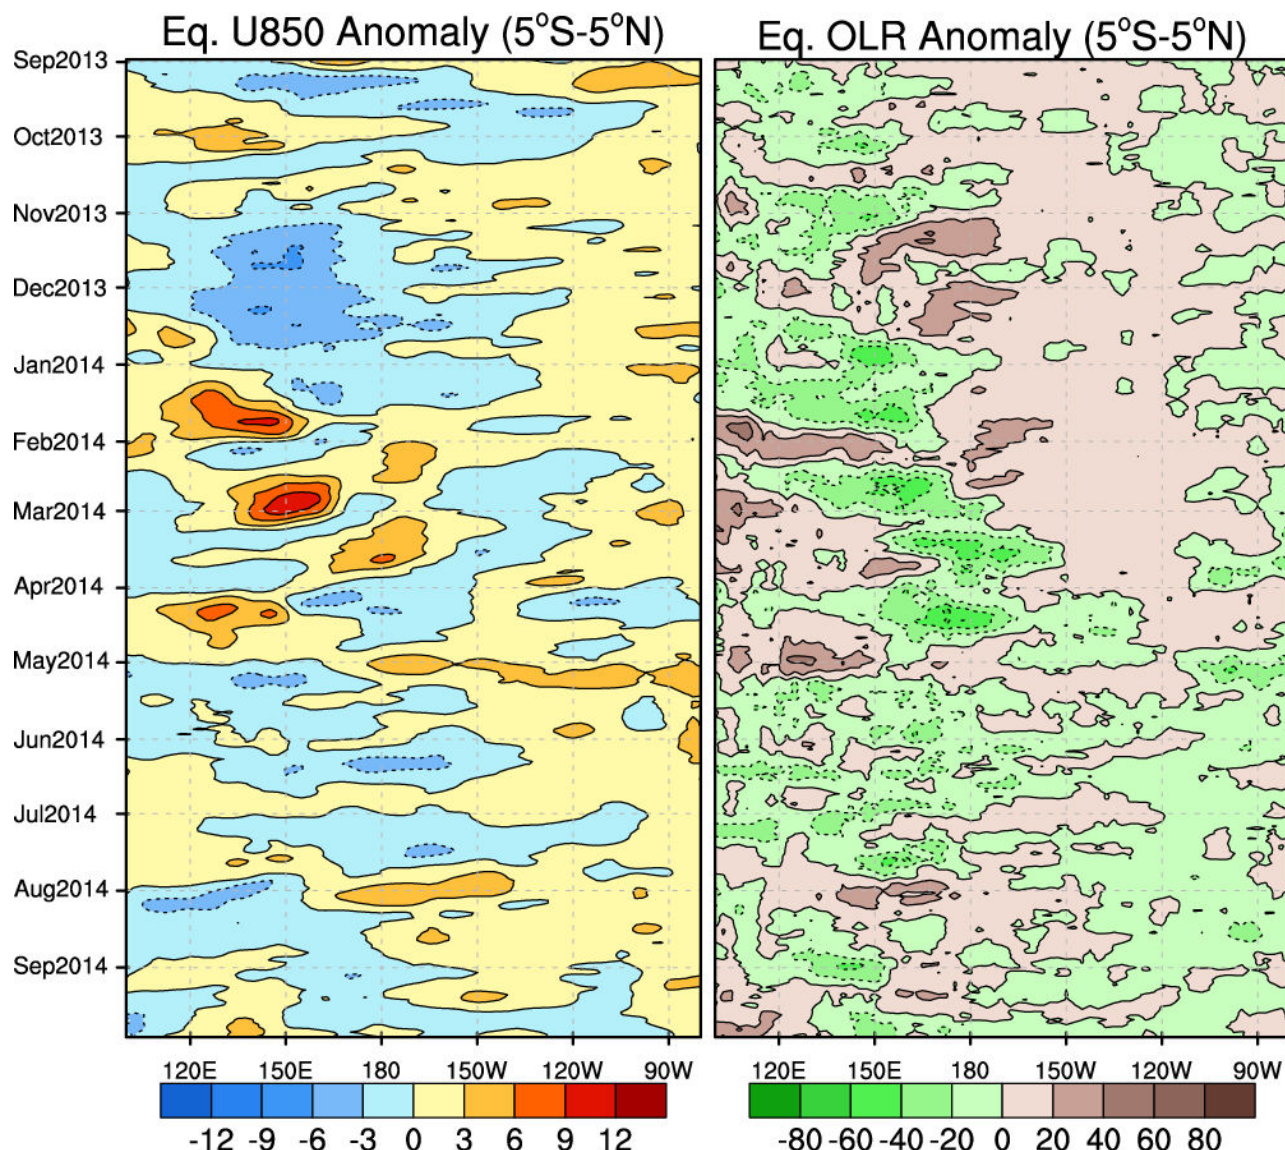 Eq. U850 Anomaly (5°S-5°N)
Eq. OLR Anomaly (5°S-5°N)
Sep2013
Oct2013
Nov2013
Dec2013
Jan2014
Feb2014
Mar2014
Apr2014
May2014
Jun2014
Jul2014
Aug2014
Sep2014
120E 150E 180 150W 120W 90W
120E 150E 180 150W 120W 90W
-12 -9 -6 -3 0 3 6 9 12
-80 -60 -40 -20 0 20 40 60 80